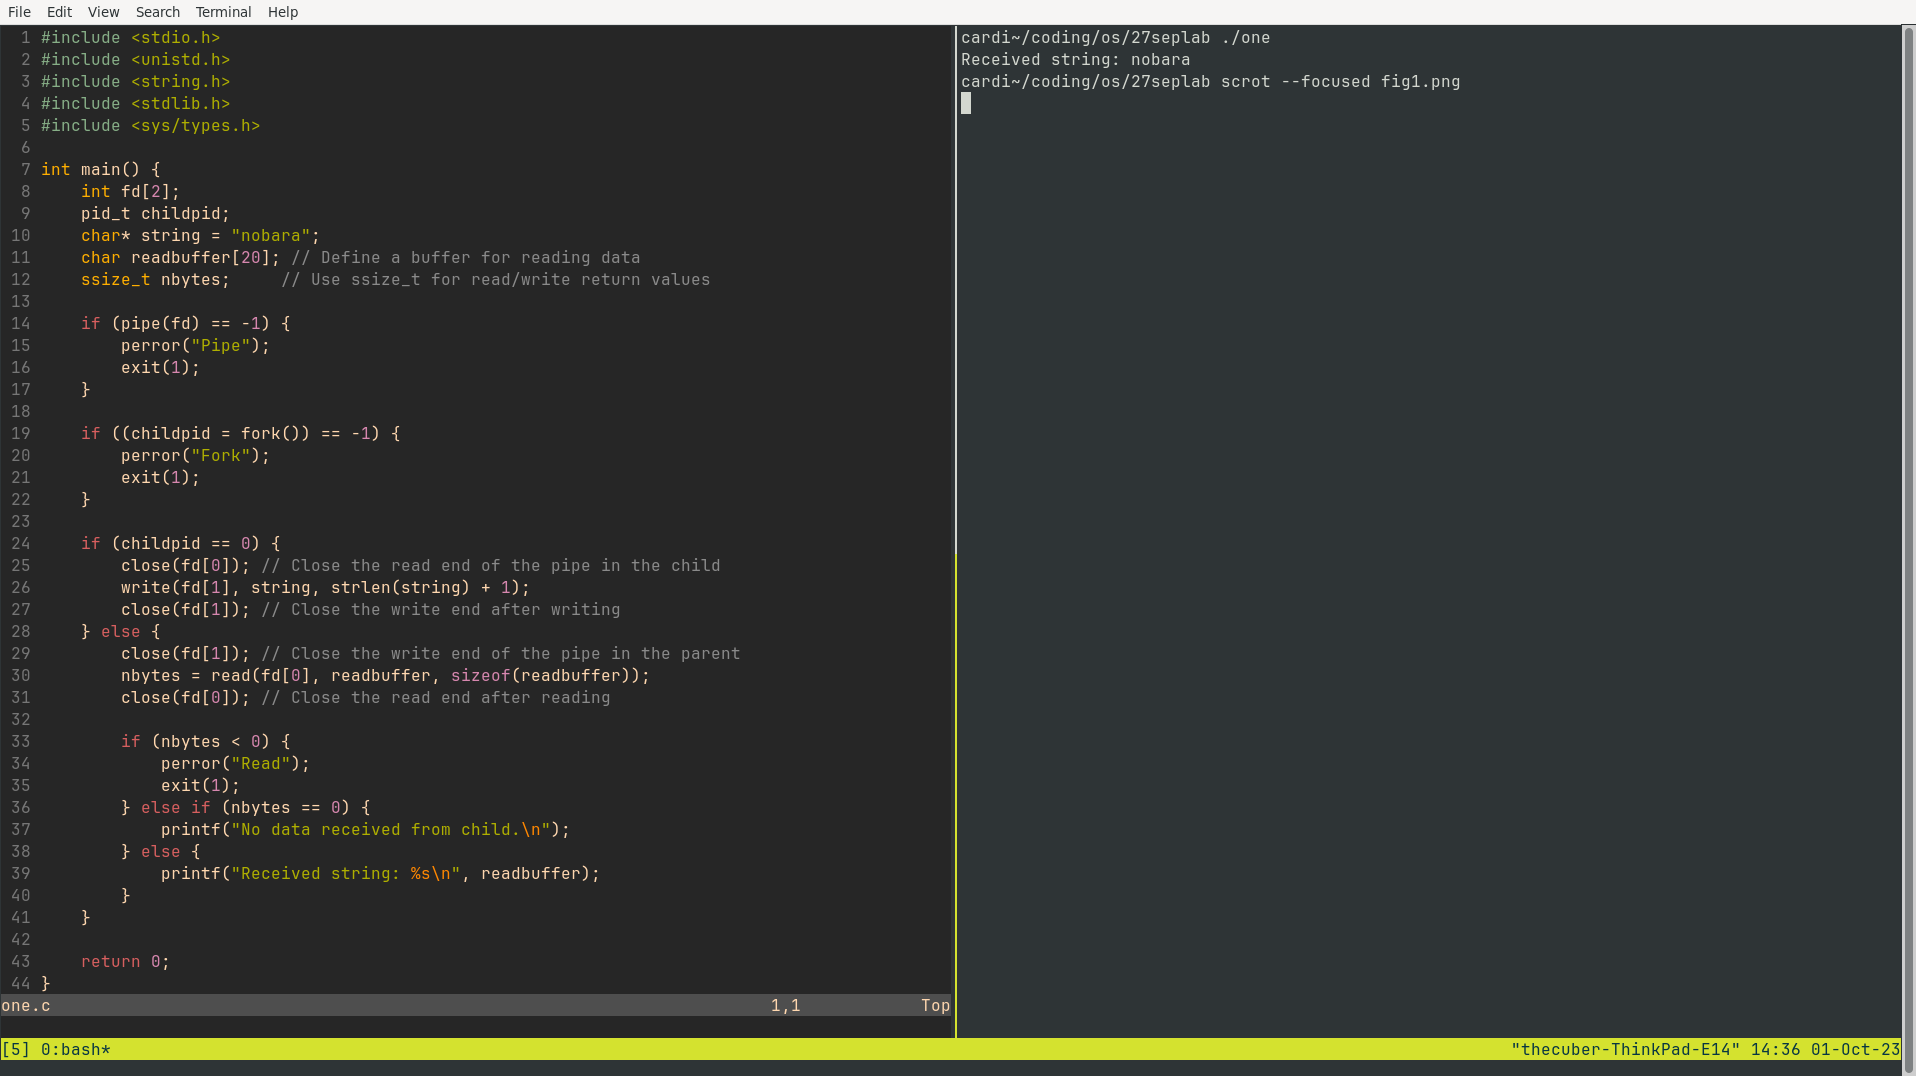 File Edit View Search Terminal Help
1 #include <stdio.h>
2 #include <unistd.h>
3 #include <string.h>
4 #include <stdlib.h>
5 #include <sys/types.h>
6
7 int main() {
8     int fd[2];
9     pid_t childpid;
10     char* string = "nobara";
11     char readbuffer[20]; // Define a buffer for reading data
12     ssize_t nbytes;     // Use ssize_t for read/write return values
13
14     if (pipe(fd) == -1) {
15         perror("Pipe");
16         exit(1);
17     }
18
19     if ((childpid = fork()) == -1) {
20         perror("Fork");
21         exit(1);
22     }
23
24     if (childpid == 0) {
25         close(fd[0]); // Close the read end of the pipe in the child
26         write(fd[1], string, strlen(string) + 1);
27         close(fd[1]); // Close the write end after writing
28     } else {
29         close(fd[1]); // Close the write end of the pipe in the parent
30         nbytes = read(fd[0], readbuffer, sizeof(readbuffer));
31         close(fd[0]); // Close the read end after reading
32
33         if (nbytes < 0) {
34             perror("Read");
35             exit(1);
36         } else if (nbytes == 0) {
37             printf("No data received from child.\n");
38         } else {
39             printf("Received string: %s\n", readbuffer);
40         }
41     }
42
43     return 0;
44 }
one.c 1,1 Top
cardi~/coding/os/27seplab ./one
Received string: nobara
cardi~/coding/os/27seplab scrot --focused fig1.png
[5] 0:bash* "thecuber-ThinkPad-E14" 14:36 01-Oct-23